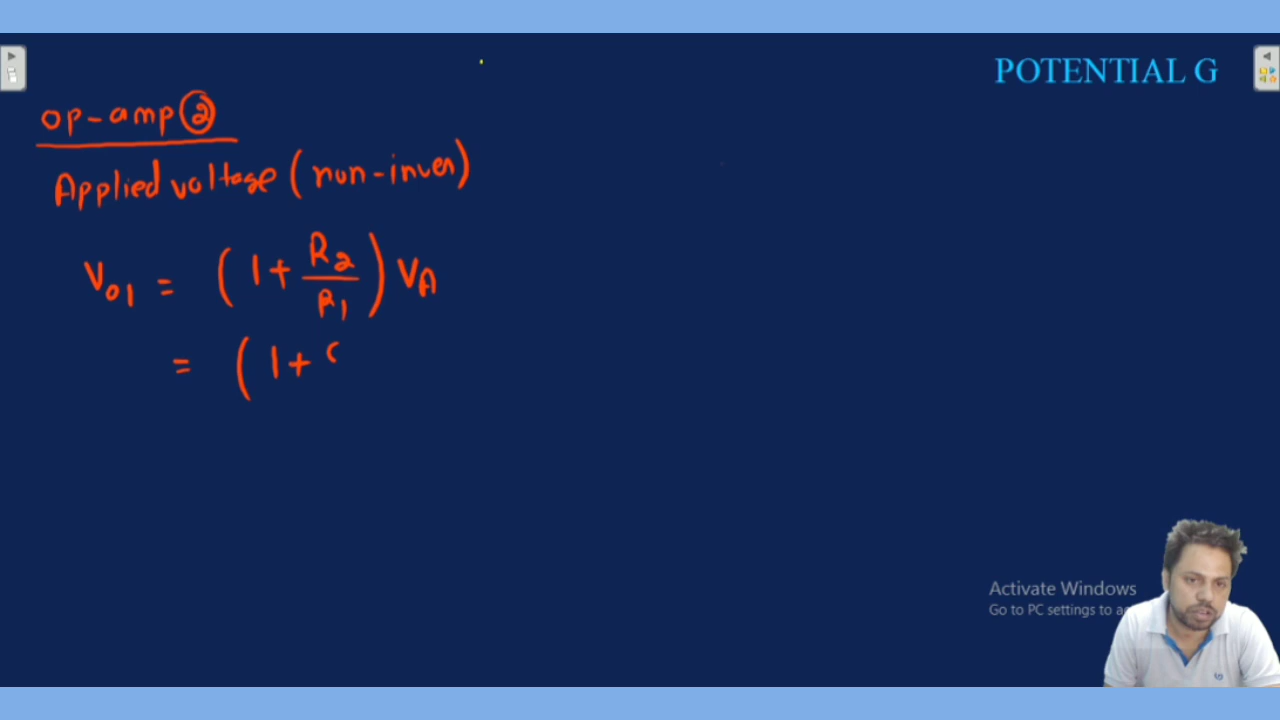 POTENTIAL G
op-amp ②
Applied voltage (non-inver)
V01 = (1 + R2/R1) VA
= (1 +
Activate Windows
Go to PC settings to a